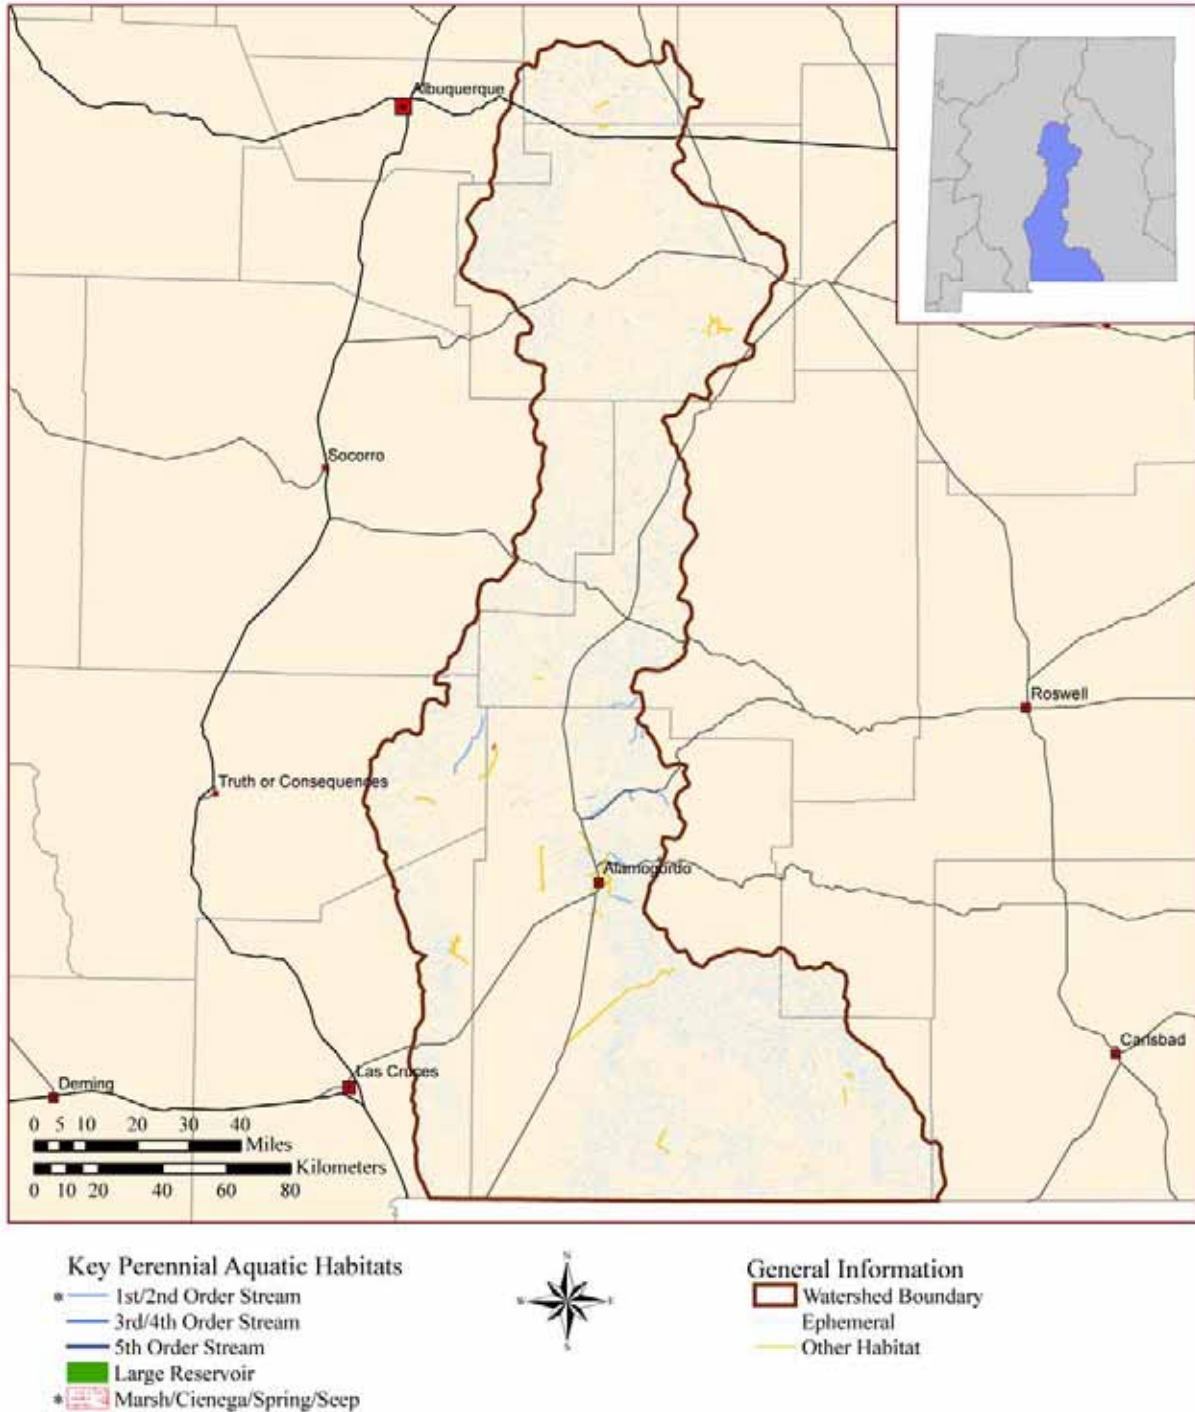 Albuquerque
Socorro
Roswell
Truth or Consequences
Alamogordo
Carlsbad
Las Cruces
Deming
0 5 10 20 30 40
Miles
Kilometers
0 10 20 40 60 80
Key Perennial Aquatic Habitats
* 1st/2nd Order Stream
3rd/4th Order Stream
5th Order Stream
Large Reservoir
* Marsh/Cienega/Spring/Seep
N
W E
S
General Information
Watershed Boundary
Ephemeral
Other Habitat